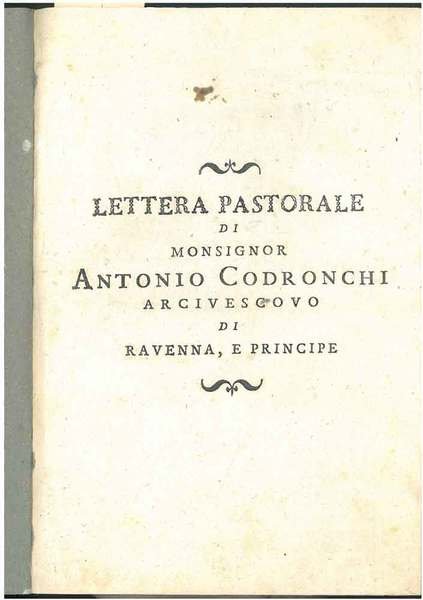 LETTERA PASTORALE
DI
MONSIGNOR
ANTONIO CODRONCHI
ARCIVESCOVO
DI
RAVENNA, E PRINCIPE